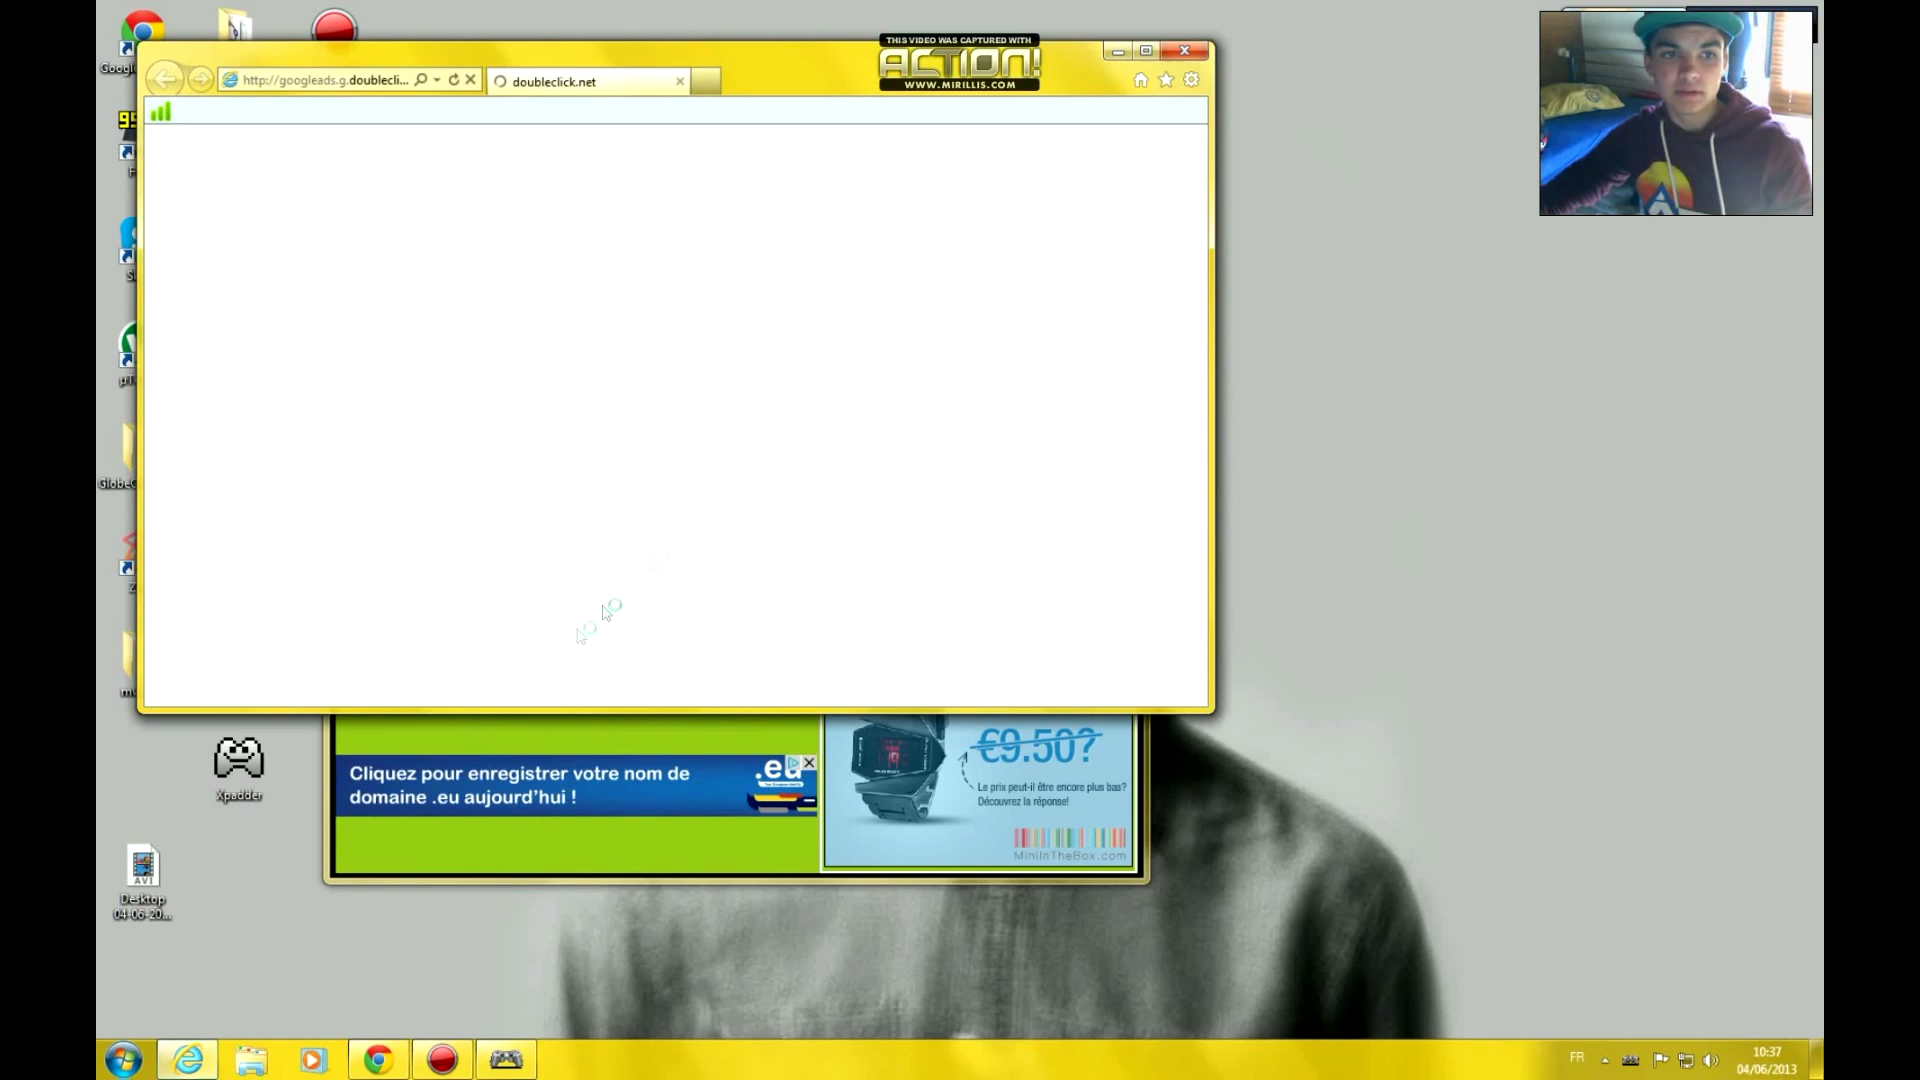 THIS VIDEO WAS CAPTURED WITH
ACTION!
WWW.MIRILLIS.COM
http://googleads.g.doublecli...
doubleclick.net
Cliquez pour enregistrer votre nom de
domaine .eu aujourd'hui !
.eu
€9.50?
Le prix peut-il être encore plus bas?
Découvrez la réponse!
MiniInTheBox.com
Xpadder
AVI
Desktop
04-06-20...
FR
10:37
04/06/2013